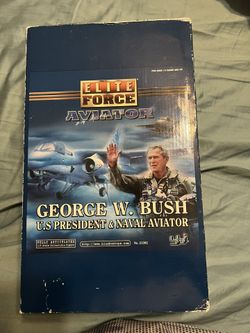 ELITE
FORCE
AVIATOR
GEORGE W. BUSH
U.S. PRESIDENT & NAVAL AVIATOR
FULLY ARTICULATED